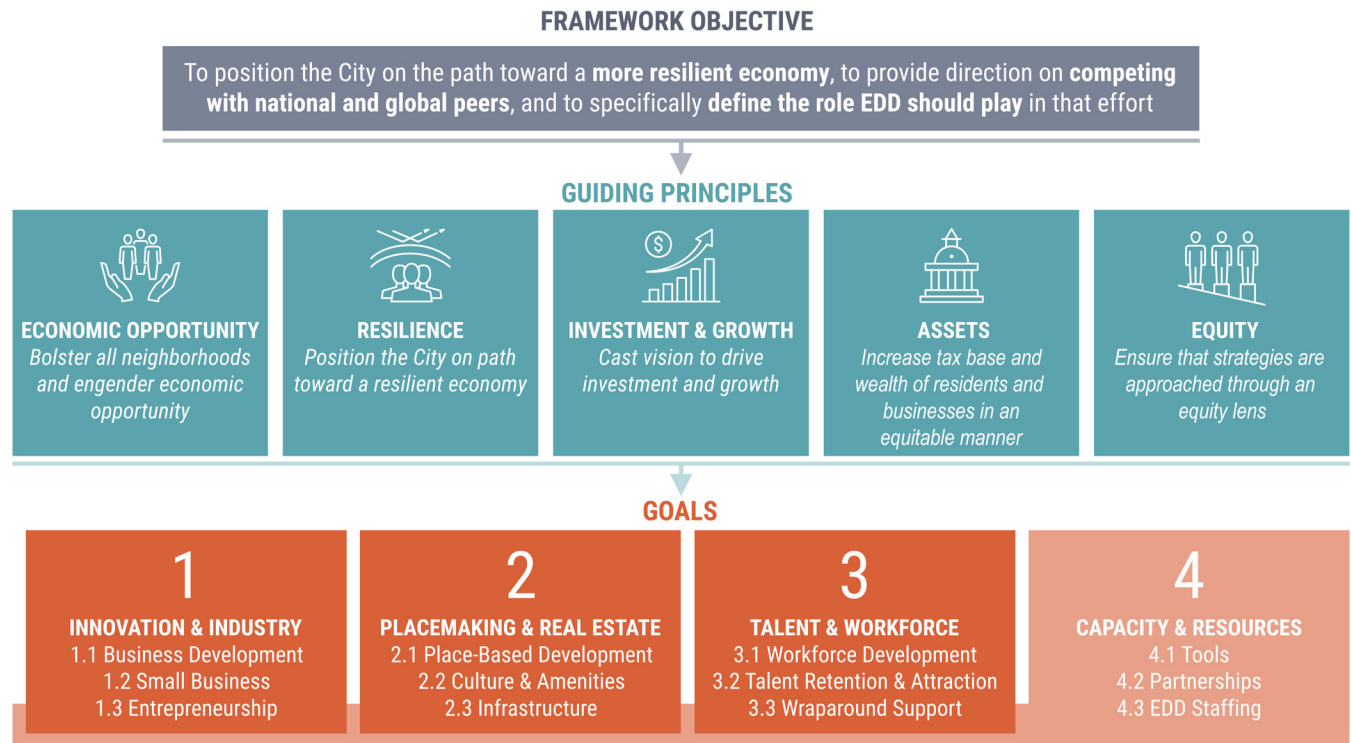 FRAMEWORK OBJECTIVE
To position the City on the path toward a more resilient economy, to provide direction on competing
with national and global peers, and to specifically define the role EDD should play in that effort
GUIDING PRINCIPLES
ECONOMIC OPPORTUNITY
Bolster all neighborhoods
and engender economic
opportunity
RESILIENCE
Position the City on path
toward a resilient economy
$
INVESTMENT & GROWTH
Cast vision to drive
investment and growth
ASSETS
Increase tax base and
wealth of residents and
businesses in an
equitable manner
EQUITY
Ensure that strategies are
approached through an
equity lens
GOALS
1
INNOVATION & INDUSTRY
1.1 Business Development
1.2 Small Business
1.3 Entrepreneurship
2
PLACEMAKING & REAL ESTATE
2.1 Place-Based Development
2.2 Culture & Amenities
2.3 Infrastructure
3
TALENT & WORKFORCE
3.1 Workforce Development
3.2 Talent Retention & Attraction
3.3 Wraparound Support
4
CAPACITY & RESOURCES
4.1 Tools
4.2 Partnerships
4.3 EDD Staffing